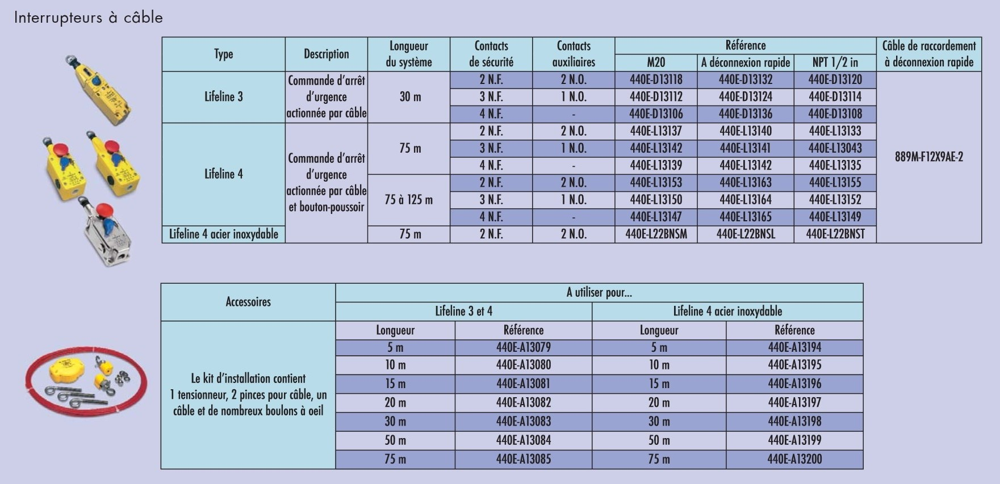 Interrupteurs à câble
Type Description Longueur du système Contacts de sécurité Contacts auxiliaires Référence Câble de raccordement à déconnexion rapide
M20 A déconnexion rapide NPT 1/2 in
Lifeline 3 Commande d'arrêt d'urgence actionnée par câble 30 m 2 N.F. 2 N.O. 440E-D13118 440E-D13132 440E-D13120 889M-F12X9AE-2
3 N.F. 1 N.O. 440E-D13112 440E-D13124 440E-D13114
4 N.F. - 440E-D13106 440E-D13136 440E-D13108
Lifeline 4 Commande d'arrêt d'urgence actionnée par câble et bouton-poussoir 75 m 2 N.F. 2 N.O. 440E-L13137 440E-L13140 440E-L13133
3 N.F. 1 N.O. 440E-L13142 440E-L13141 440E-L13043
4 N.F. - 440E-L13139 440E-L13142 440E-L13135
75 à 125 m 2 N.F. 2 N.O. 440E-L13153 440E-L13163 440E-L13155
3 N.F. 1 N.O. 440E-L13150 440E-L13164 440E-L13152
4 N.F. - 440E-L13147 440E-L13165 440E-L13149
Lifeline 4 acier inoxydable 75 m 2 N.F. 2 N.O. 440E-L22BNSM 440E-L22BNSL 440E-L22BNST
Accessoires A utiliser pour...
Lifeline 3 et 4 Lifeline 4 acier inoxydable
Le kit d'installation contient
1 tensionneur, 2 pinces pour câble, un
câble et de nombreux boulons à oeil
Longueur Référence Longueur Référence
5 m 440E-A13079 5 m 440E-A13194
10 m 440E-A13080 10 m 440E-A13195
15 m 440E-A13081 15 m 440E-A13196
20 m 440E-A13082 20 m 440E-A13197
30 m 440E-A13083 30 m 440E-A13198
50 m 440E-A13084 50 m 440E-A13199
75 m 440E-A13085 75 m 440E-A13200